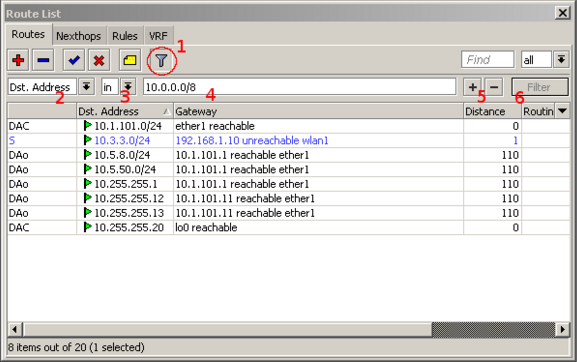 Route List
Routes Nexthops Rules VRF
1
Find all
Dst. Address in 10.0.0.0/8 Filter
2 3 4 5 6
Dst. Address Gateway Distance Routin
DAC 10.1.101.0/24 ether1 reachable 0
S 10.3.3.0/24 192.168.1.10 unreachable wlan1 1
DAo 10.5.8.0/24 10.1.101.1 reachable ether1 110
DAo 10.5.50.0/24 10.1.101.1 reachable ether1 110
DAo 10.255.255.1 10.1.101.1 reachable ether1 110
DAo 10.255.255.12 10.1.101.11 reachable ether1 110
DAo 10.255.255.13 10.1.101.11 reachable ether1 110
DAC 10.255.255.20 lo0 reachable 0
8 items out of 20 (1 selected)